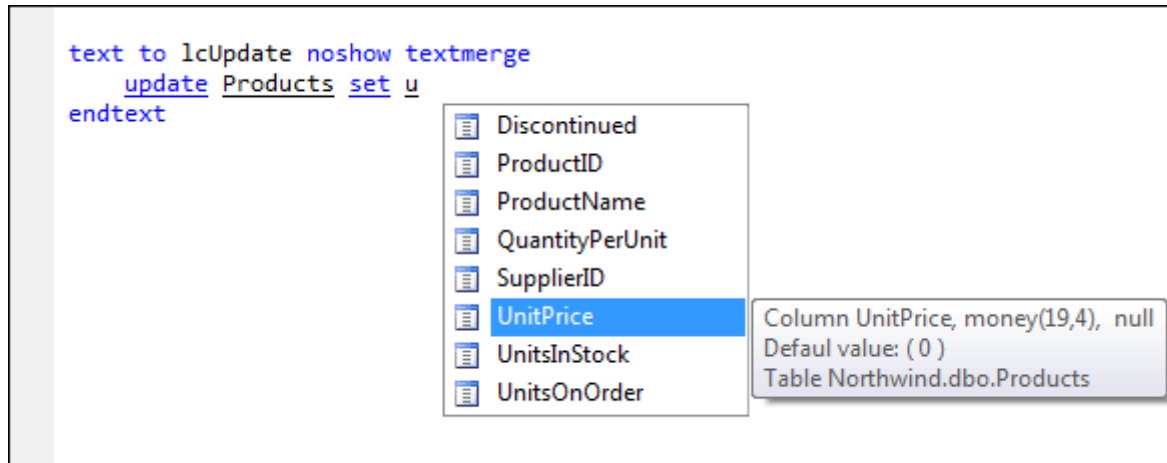 text to lcUpdate noshow textmerge
update Products set u
endtext
Discontinued
ProductID
ProductName
QuantityPerUnit
SupplierID
UnitPrice
UnitsInStock
UnitsOnOrder
Column UnitPrice, money(19,4), null
Defaul value: ( 0 )
Table Northwind.dbo.Products